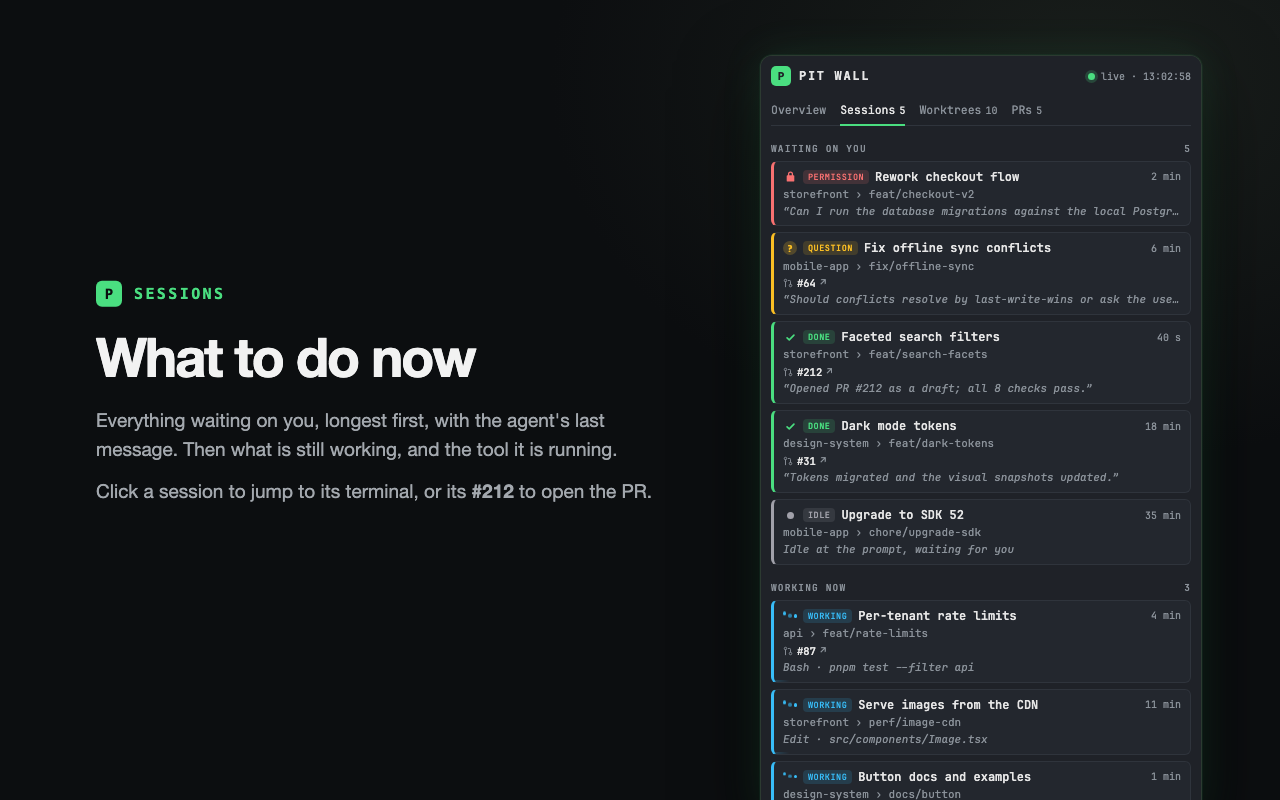 P SESSIONS
What to do now
Everything waiting on you, longest first, with the agent's last
message. Then what is still working, and the tool it is running.
Click a session to jump to its terminal, or its #212 to open the PR.
P PIT WALL
live · 13:02:58
Overview Sessions 5 Worktrees 10 PRs 5
WAITING ON YOU 5
PERMISSION Rework checkout flow 2 min
storefront › feat/checkout-v2
“Can I run the database migrations against the local Postgr…
? QUESTION Fix offline sync conflicts 6 min
mobile-app › fix/offline-sync
#64 ↗
“Should conflicts resolve by last-write-wins or ask the use…
DONE Faceted search filters 40 s
storefront › feat/search-facets
#212 ↗
“Opened PR #212 as a draft; all 8 checks pass.”
DONE Dark mode tokens 18 min
design-system › feat/dark-tokens
#31 ↗
“Tokens migrated and the visual snapshots updated.”
IDLE Upgrade to SDK 52 35 min
mobile-app › chore/upgrade-sdk
Idle at the prompt, waiting for you
WORKING NOW 3
WORKING Per-tenant rate limits 4 min
api › feat/rate-limits
#87 ↗
Bash · pnpm test --filter api
WORKING Serve images from the CDN 11 min
storefront › perf/image-cdn
Edit · src/components/Image.tsx
WORKING Button docs and examples 1 min
design-system › docs/button